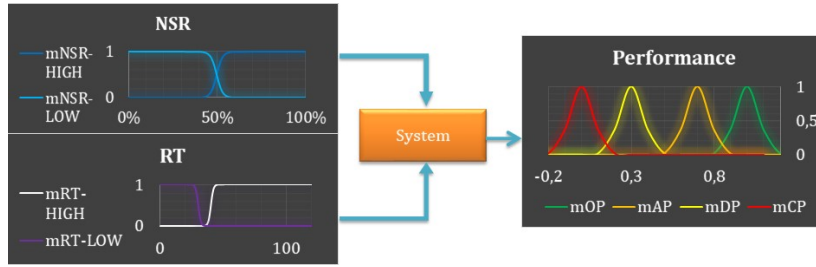 NSR
mNSR-
HIGH
mNSR-
LOW
1
0
0%
50%
100%
RT
mRT-
HIGH
mRT-LOW
1
0
0
100
System
Performance
1
0,5
0
-0,2
0,3
0,8
mOP
mAP
mDP
mCP